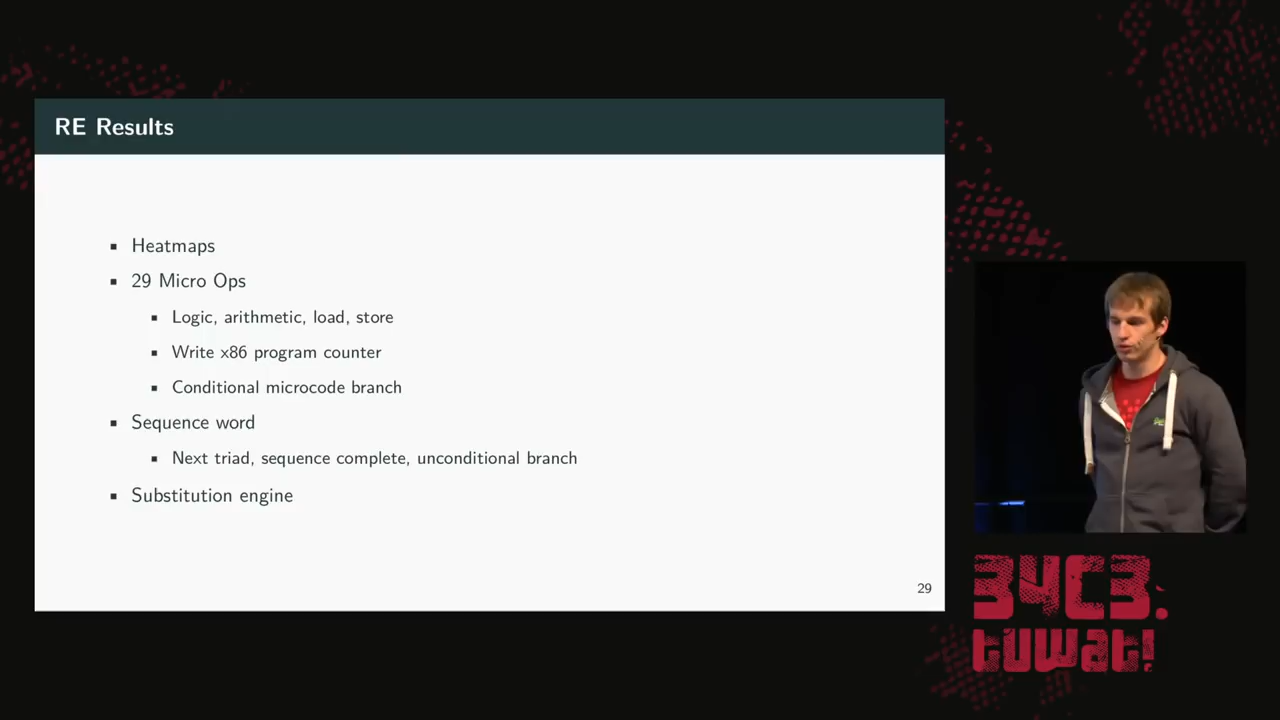 RE Results
Heatmaps
29 Micro Ops
Logic, arithmetic, load, store
Write x86 program counter
Conditional microcode branch
Sequence word
Next triad, sequence complete, unconditional branch
Substitution engine
29
34C3.
tuwat!